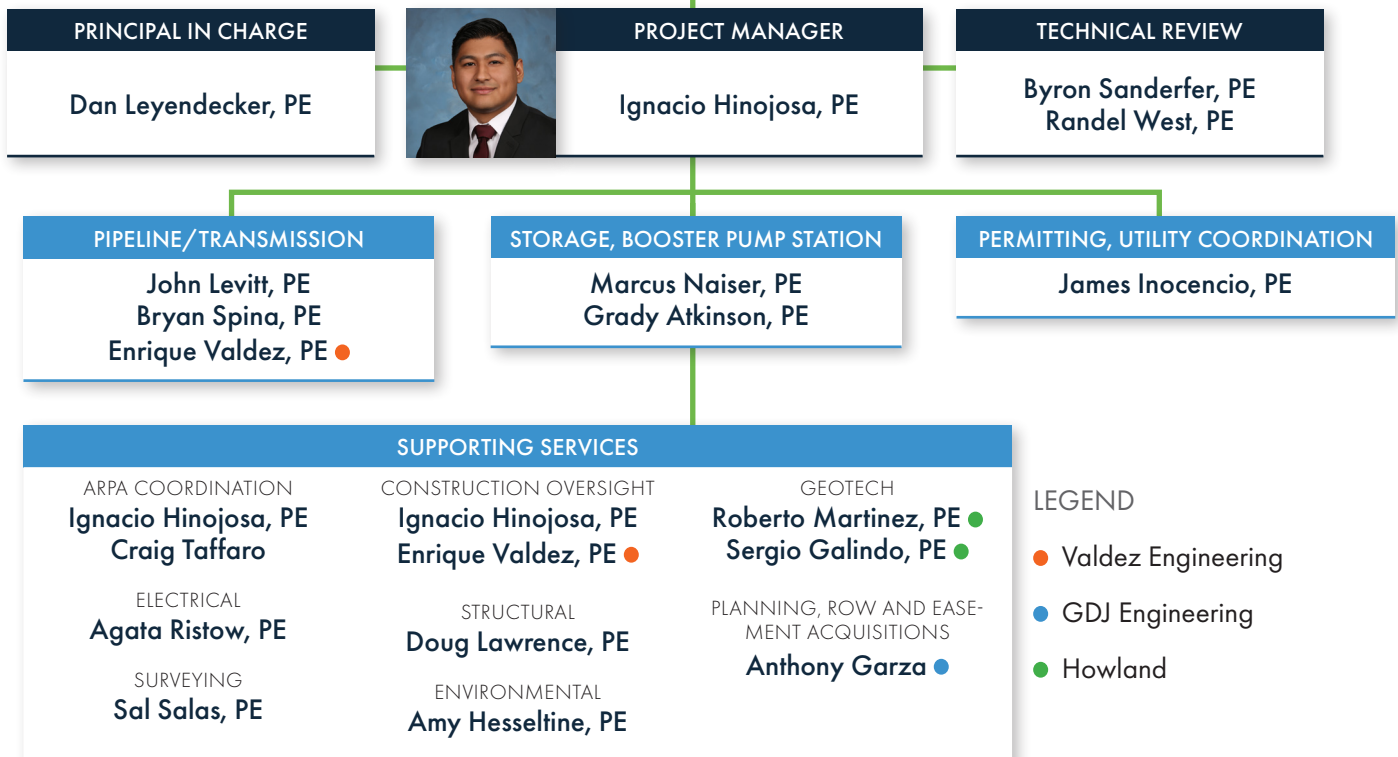 PRINCIPAL IN CHARGE
Dan Leyendecker, PE
PROJECT MANAGER
Ignacio Hinojosa, PE
TECHNICAL REVIEW
Byron Sanderfer, PE
Randel West, PE
PIPELINE/TRANSMISSION
John Levitt, PE
Bryan Spina, PE
Enrique Valdez, PE
STORAGE, BOOSTER PUMP STATION
Marcus Naiser, PE
Grady Atkinson, PE
PERMITTING, UTILITY COORDINATION
James Inocencio, PE
SUPPORTING SERVICES
ARPA COORDINATION
Ignacio Hinojosa, PE
Craig Taffaro
ELECTRICAL
Agata Ristow, PE
SURVEYING
Sal Salas, PE
CONSTRUCTION OVERSIGHT
Ignacio Hinojosa, PE
Enrique Valdez, PE
STRUCTURAL
Doug Lawrence, PE
ENVIRONMENTAL
Amy Hesseltine, PE
GEOTECH
Roberto Martinez, PE
Sergio Galindo, PE
PLANNING, ROW AND EASE-
MENT ACQUISITIONS
Anthony Garza
LEGEND
Valdez Engineering
GDJ Engineering
Howland